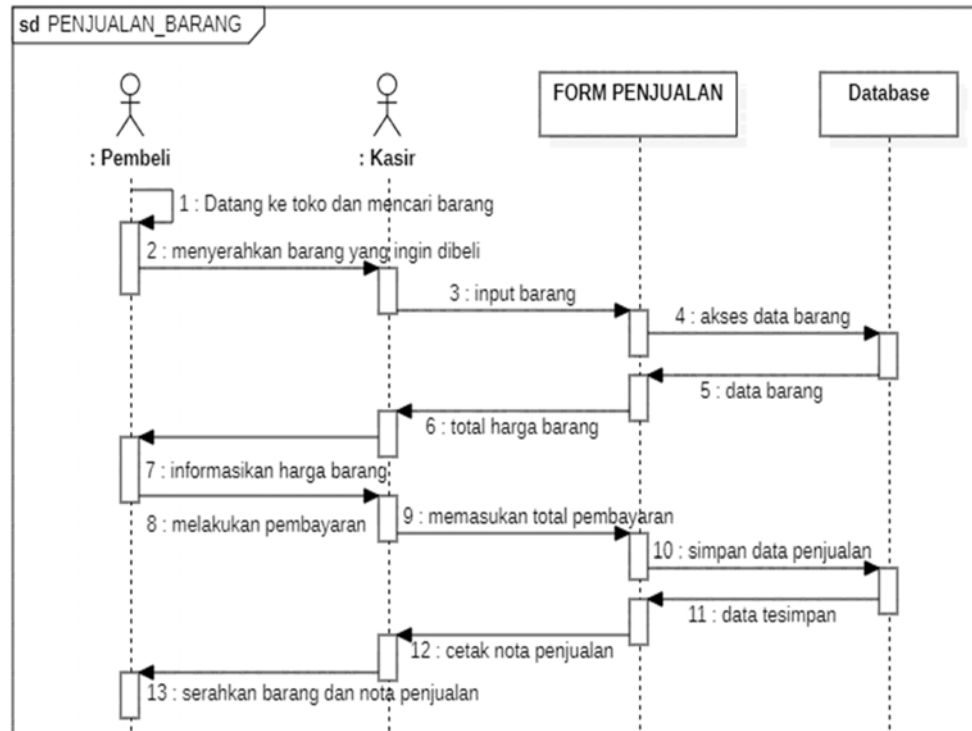 sd PENJUALAN_BARANG
FORM PENJUALAN
Database
: Pembeli
: Kasir
1 : Datang ke toko dan mencari barang
2 : menyerahkan barang yang ingin dibeli
3 : input barang
4 : akses data barang
5 : data barang
6 : total harga barang
7 : informasikan harga barang
8 : melakukan pembayaran
9 : memasukan total pembayaran
10 : simpan data penjualan
11 : data tesimpan
12 : cetak nota penjualan
13 : serahkan barang dan nota penjualan